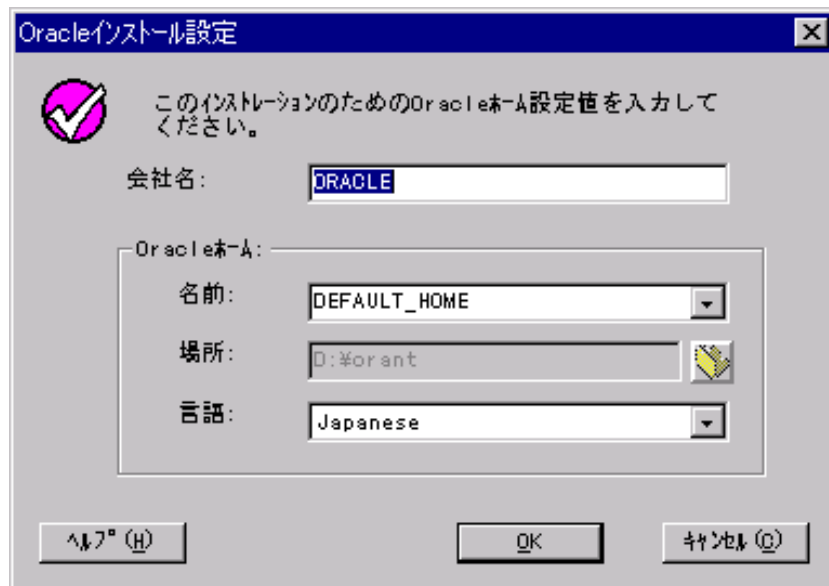 Oracleｲﾝｽﾄｰﾙ設定
このｲﾝｽﾄﾚｰｼｮﾝのためのOracleﾎｰﾑ設定値を入力して
ください。
会社名:
ORACLE
Oracleﾎｰﾑ:
名前:
DEFAULT_HOME
場所:
D:¥orant
言語:
Japanese
ﾍﾙﾌﾟ(H)
OK
ｷｬﾝｾﾙ(C)